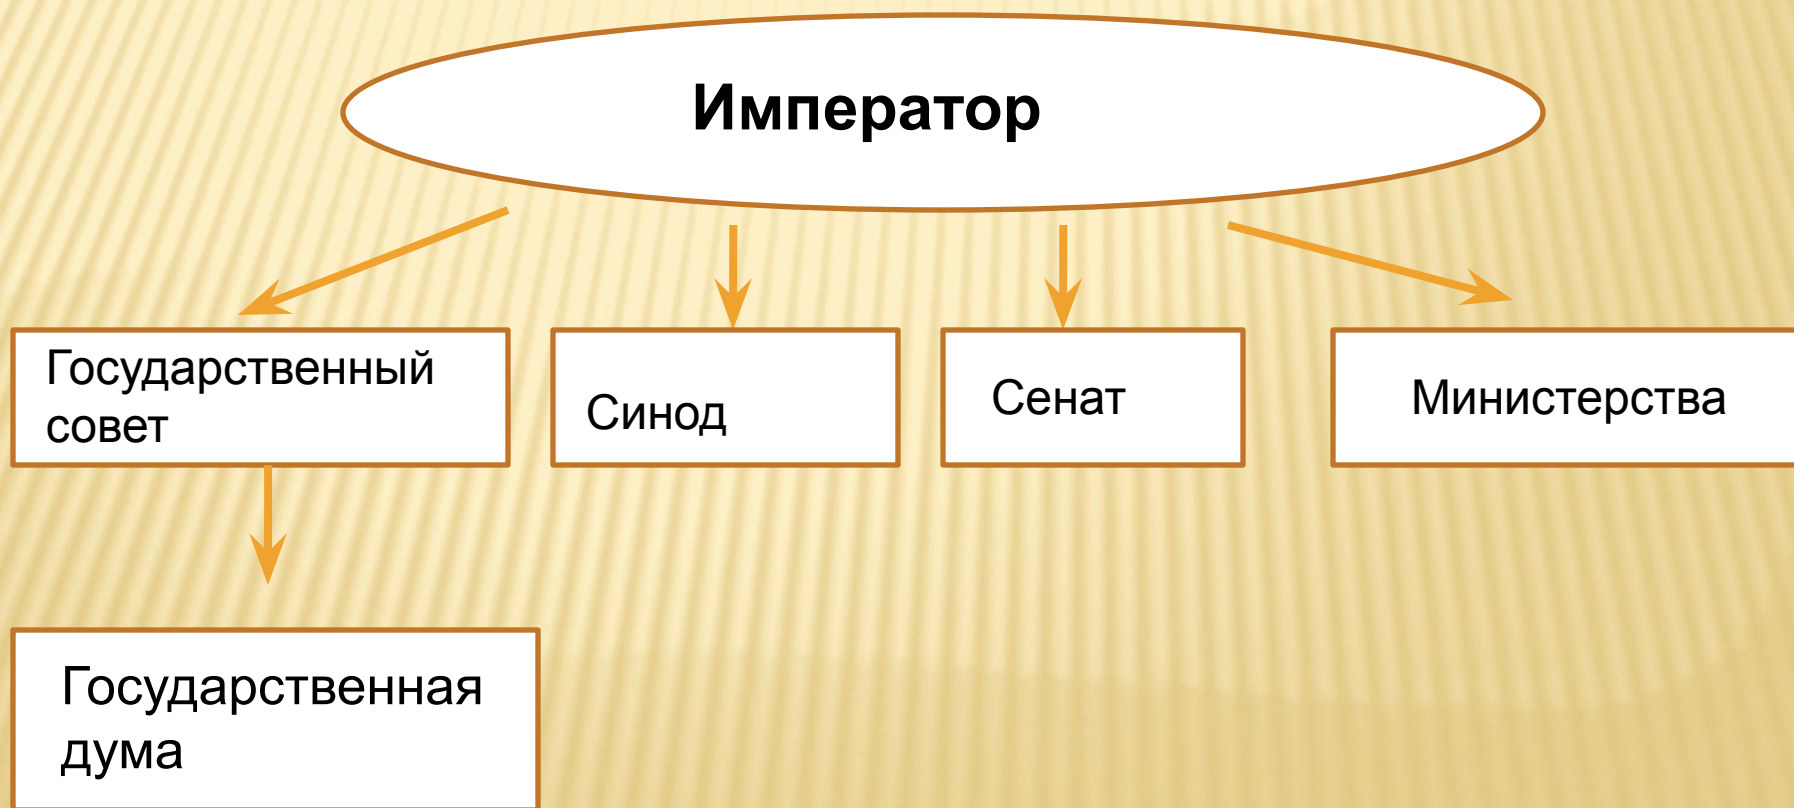 Император
Государственный
совет
Синод
Сенат
Министерства
Государственная
дума